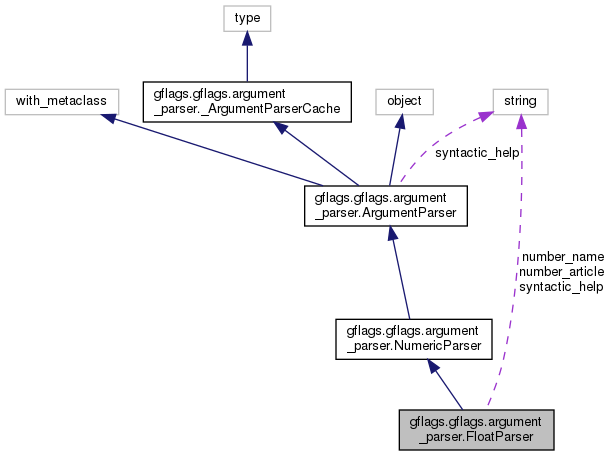 type
gflags.gflags.argument
_parser._ArgumentParserCache
with_metaclass
object
string
syntactic_help
gflags.gflags.argument
_parser.ArgumentParser
number_name
number_article
syntactic_help
gflags.gflags.argument
_parser.NumericParser
gflags.gflags.argument
_parser.FloatParser